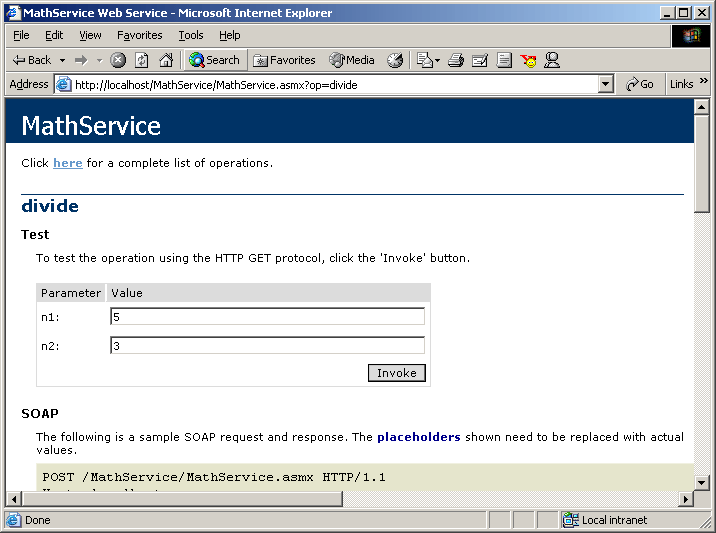 MathService Web Service - Microsoft Internet Explorer
File Edit View Favorites Tools Help
Back Search Favorites Media
Address http://localhost/MathService/MathService.asmx?op=divide Go Links »
MathService
Click here for a complete list of operations.
divide
Test
To test the operation using the HTTP GET protocol, click the 'Invoke' button.
Parameter Value
n1: 5
n2: 3
Invoke
SOAP
The following is a sample SOAP request and response. The placeholders shown need to be replaced with actual
values.
POST /MathService/MathService.asmx HTTP/1.1
Done Local intranet